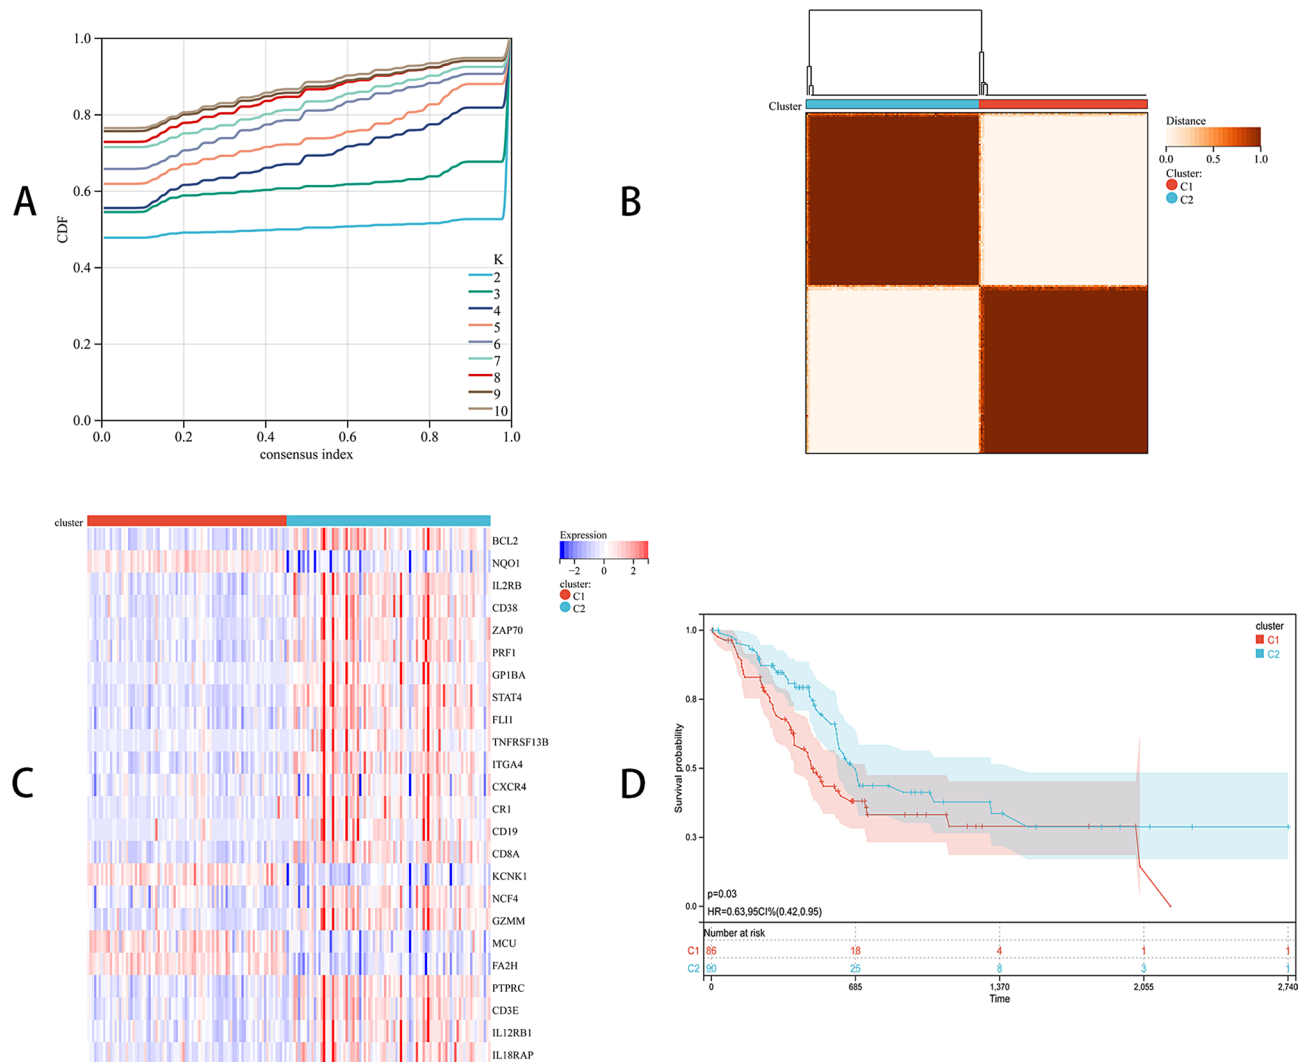 A
1.0
0.8
0.6
0.4
0.2
0.0
CDF
K
2
3
4
5
6
7
8
9
10
0.0 0.2 0.4 0.6 0.8 1.0
consensus index
B
Cluster
Distance
0.0 0.5 1.0
Cluster:
C1
C2
C
cluster
BCL2
NQO1
IL2RB
CD38
ZAP70
PRF1
GP1BA
STAT4
FLI1
TNFRSF13B
ITGA4
CXCR4
CR1
CD19
CD8A
KCNK1
NCF4
GZMM
MCU
FA2H
PTPRC
CD3E
IL12RB1
IL18RAP
Expression
−2 0 2
cluster:
C1
C2
D
1.0
0.8
0.5
0.3
0.0
Survival probability
cluster
C1
C2
p=0.03
HR=0.63,95CI%(0.42,0.95)
Number at risk
C1 86 18 4 1 1
C2 90 25 8 3 1
0 685 1,370 2,055 2,740
Time